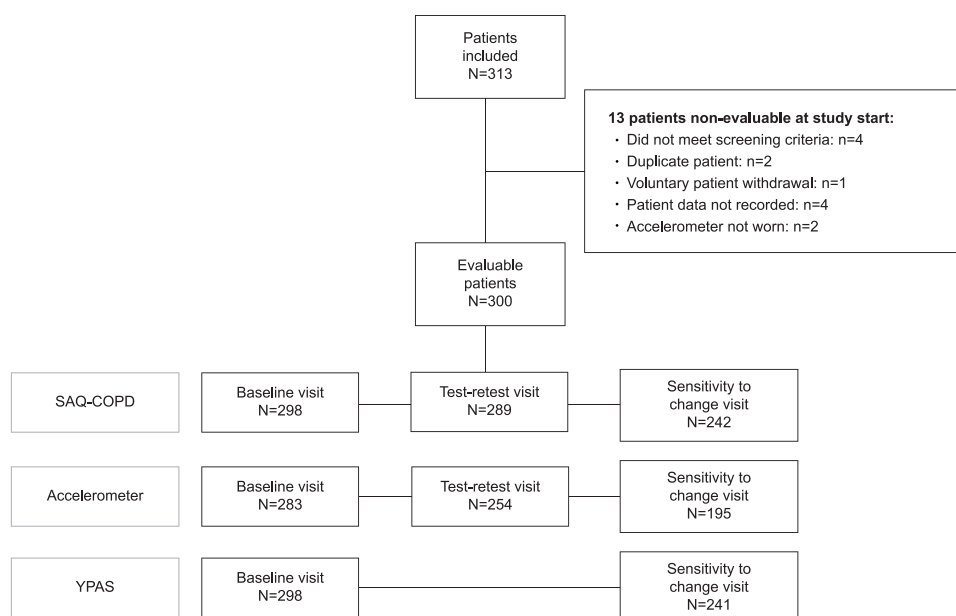 Patients
included
N=313
13 patients non-evaluable at study start:
· Did not meet screening criteria: n=4
· Duplicate patient: n=2
· Voluntary patient withdrawal: n=1
· Patient data not recorded: n=4
· Accelerometer not worn: n=2
Evaluable
patients
N=300
SAQ-COPD
Baseline visit
N=298
Test-retest visit
N=289
Sensitivity to
change visit
N=242
Accelerometer
Baseline visit
N=283
Test-retest visit
N=254
Sensitivity to
change visit
N=195
YPAS
Baseline visit
N=298
Sensitivity to
change visit
N=241